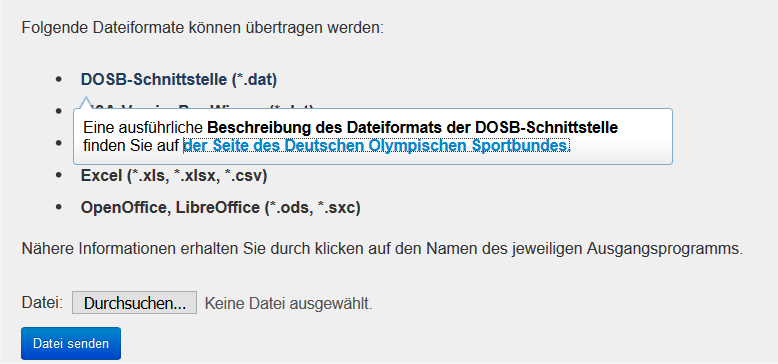 Folgende Dateiformate können übertragen werden:
• DOSB-Schnittstelle (*.dat)
Eine ausführliche Beschreibung des Dateiformats der DOSB-Schnittstelle
finden Sie auf der Seite des Deutschen Olympischen Sportbundes.
• Excel (*.xls, *.xlsx, *.csv)
• OpenOffice, LibreOffice (*.ods, *.sxc)
Nähere Informationen erhalten Sie durch klicken auf den Namen des jeweiligen Ausgangsprogramms.
Datei: Durchsuchen... Keine Datei ausgewählt.
Datei senden